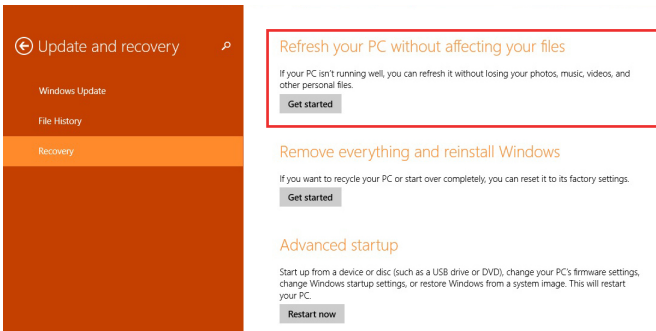 Update and recovery
Windows Update
File History
Recovery
Refresh your PC without affecting your files
If your PC isn't running well, you can refresh it without losing your photos, music, videos, and
other personal files.
Get started
Remove everything and reinstall Windows
If you want to recycle your PC or start over completely, you can reset it to its factory settings.
Get started
Advanced startup
Start up from a device or disc (such as a USB drive or DVD), change your PC's firmware settings,
change Windows startup settings, or restore Windows from a system image. This will restart
your PC.
Restart now